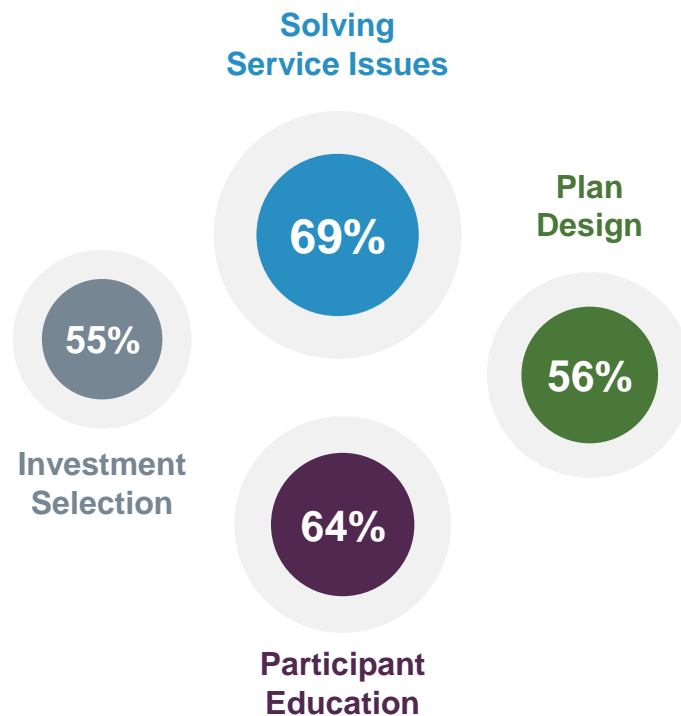 Solving
Service Issues
69%
Plan
Design
56%
55%
Investment
Selection
64%
Participant
Education